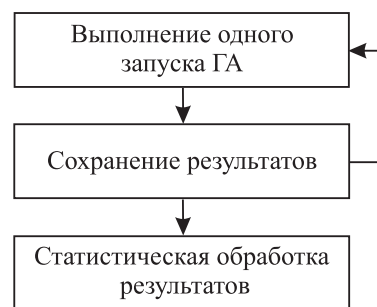 Выполнение одного
запуска ГА
Сохранение результатов
Статистическая обработка
результатов